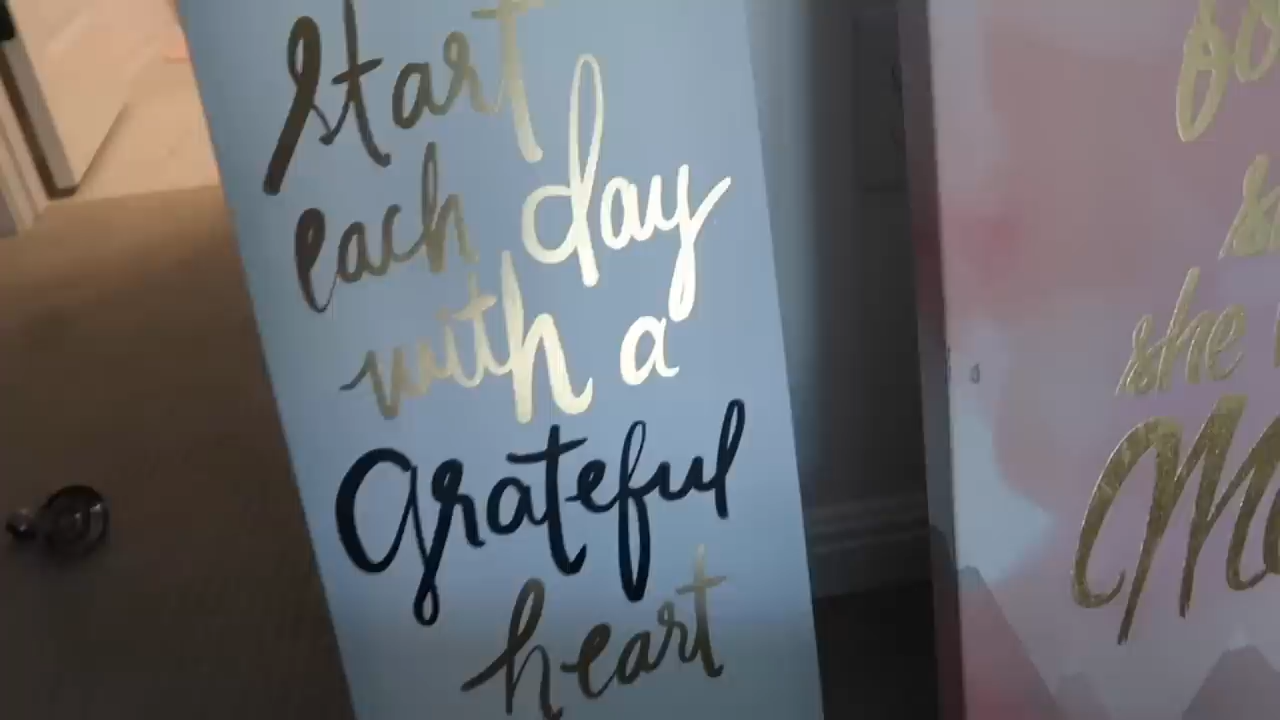 Start
each day
with a
Grateful
heart
she